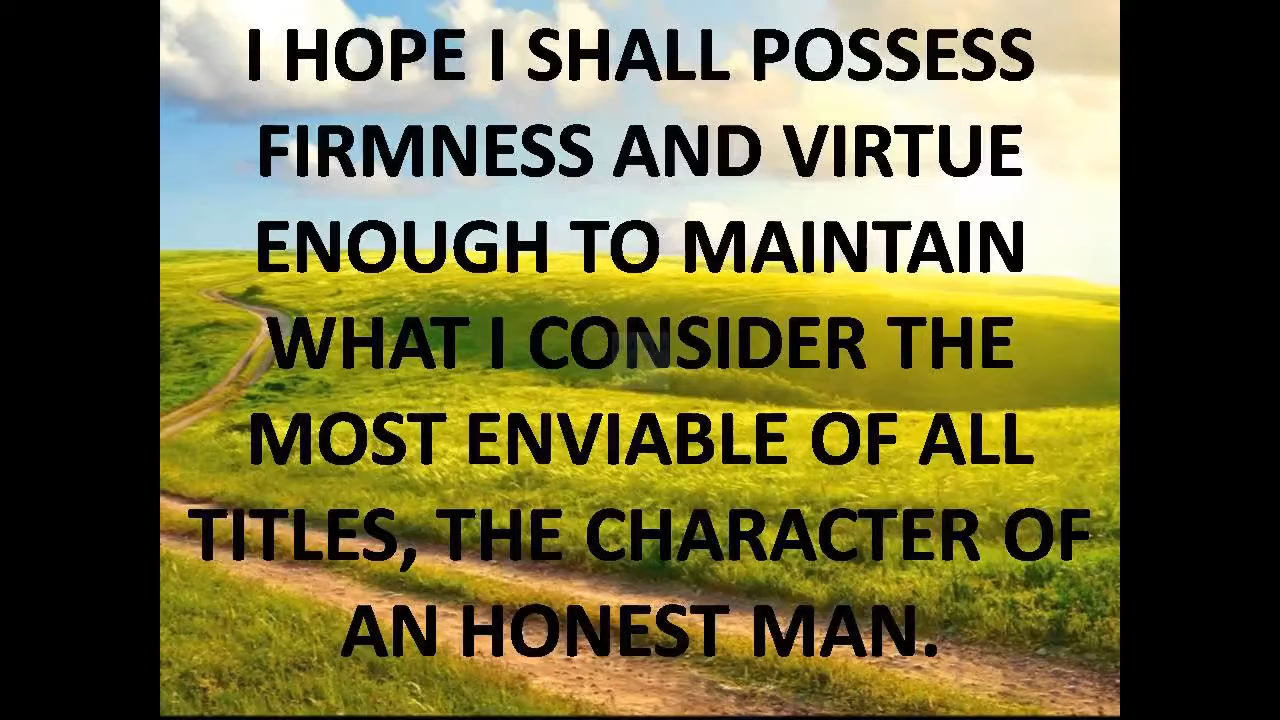 I HOPE I SHALL POSSESS
FIRMNESS AND VIRTUE
ENOUGH TO MAINTAIN
WHAT I CONSIDER THE
MOST ENVIABLE OF ALL
TITLES, THE CHARACTER OF
AN HONEST MAN.